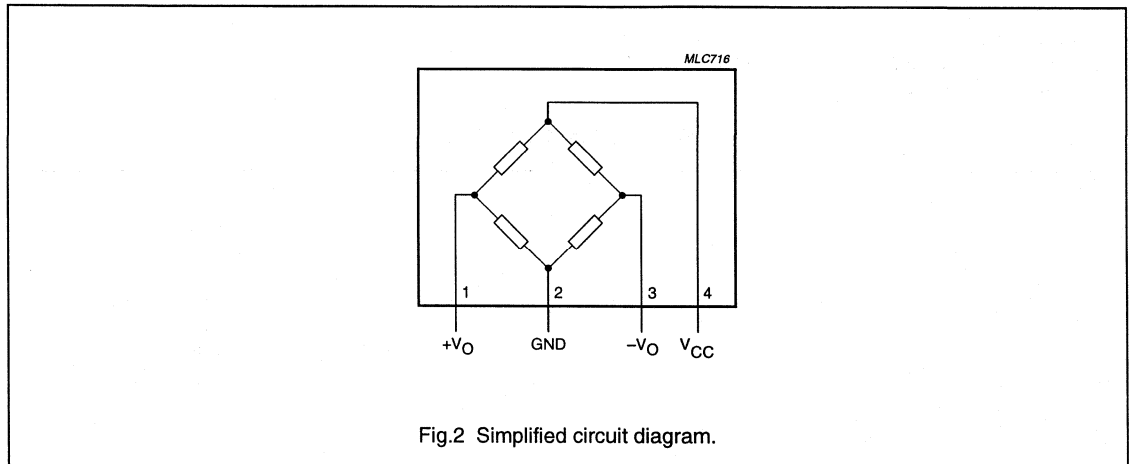 MLC716
1 2 3 4
+VO GND –VO VCC
Fig.2 Simplified circuit diagram.